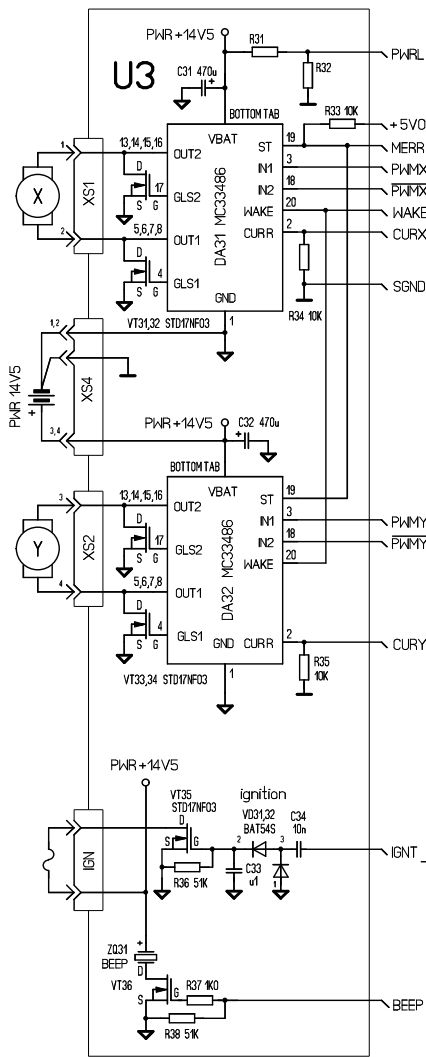 PWR +14V5
R31
PWRL
U3
C31 470u
+
R32
BOTTOM TAB
R33 10K
+5V0
VBAT
13,14,15,16
19
1
OUT2
ST
MERR
D
IN1
3
PWMX
X
XS1
17
GLS2
IN2
18
PWMX
S
G
20
WAKE
WAKE
5,6,7,8
2
OUT1
CURR
2
CURX
DA31 MC33486
D
4
GLS1
S
G
GND
R34 10K
SGND
VT31,32 STD17NF03
1
1,2
PWR 14V5
+
XS4
PWR +14V5
+
C32 470u
3,4
BOTTOM TAB
VBAT
13,14,15,16
19
3
OUT2
ST
D
IN1
3
PWMY
Y
XS2
17
GLS2
IN2
18
PWMY
S
G
20
WAKE
5,6,7,8
4
OUT1
DA32 MC33486
D
4
GLS1
GND
CURR
2
CURY
S
G
R35
10K
VT33,34 STD17NF03
1
PWR +14V5
VT35
STD17NF03
ignition
VD31,32
BAT54S
C34
10n
D
IGN
S
G
2
3
IGNT_
R36 51K
C33
u1
1
ZQ31
BEEP
+
D
VT36
S
G
R37 1K0
BEEP
R38 51K